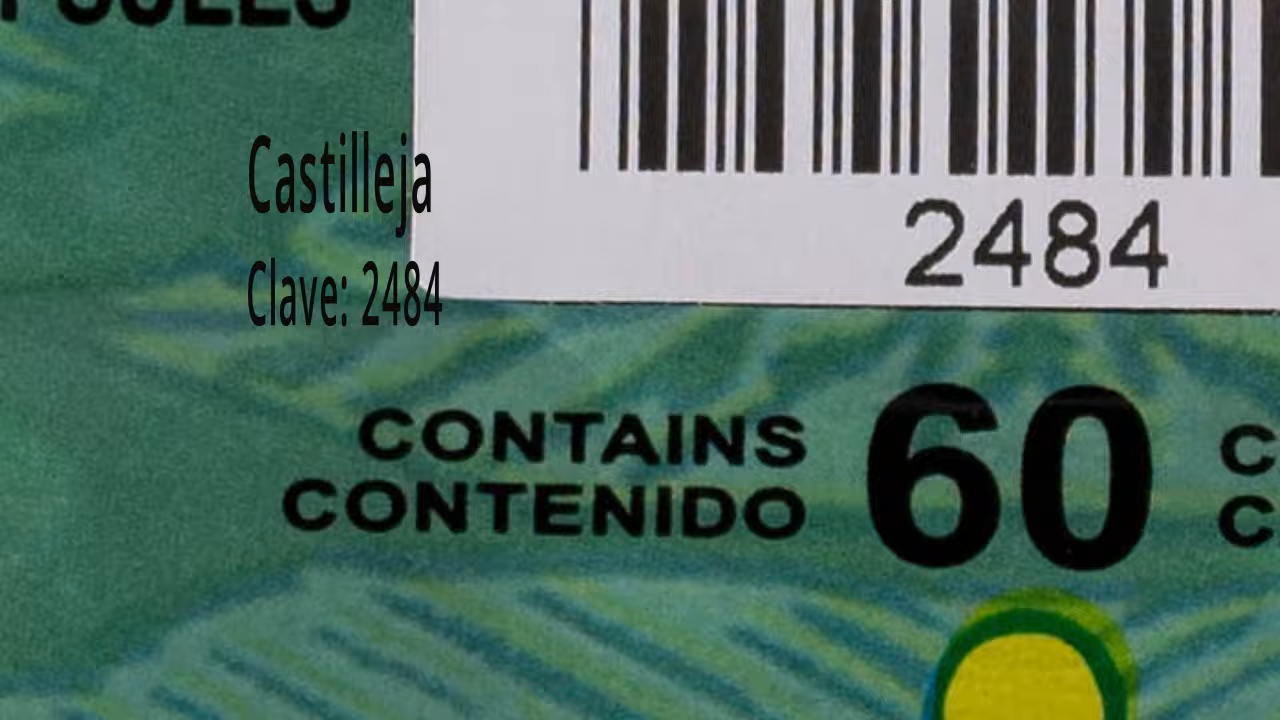 2484
Castilleja
Clave: 2484
CONTAINS
CONTENIDO
60